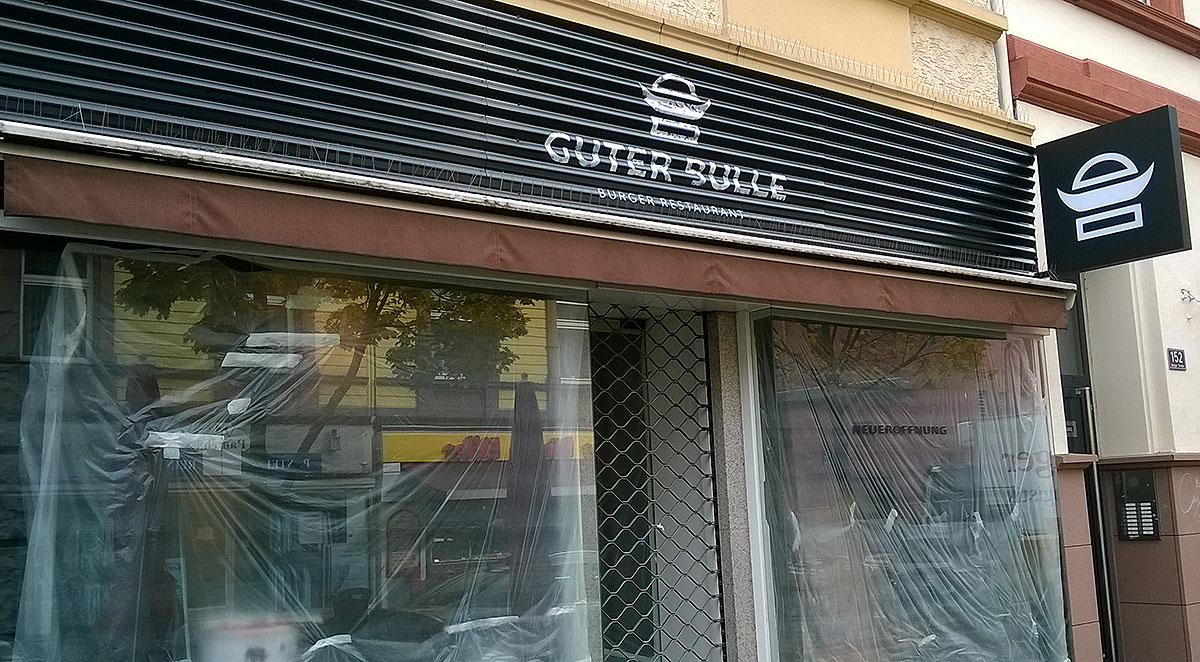 GUTER BULLE
BURGER RESTAURANT
152
NEUERÖFFNUNG